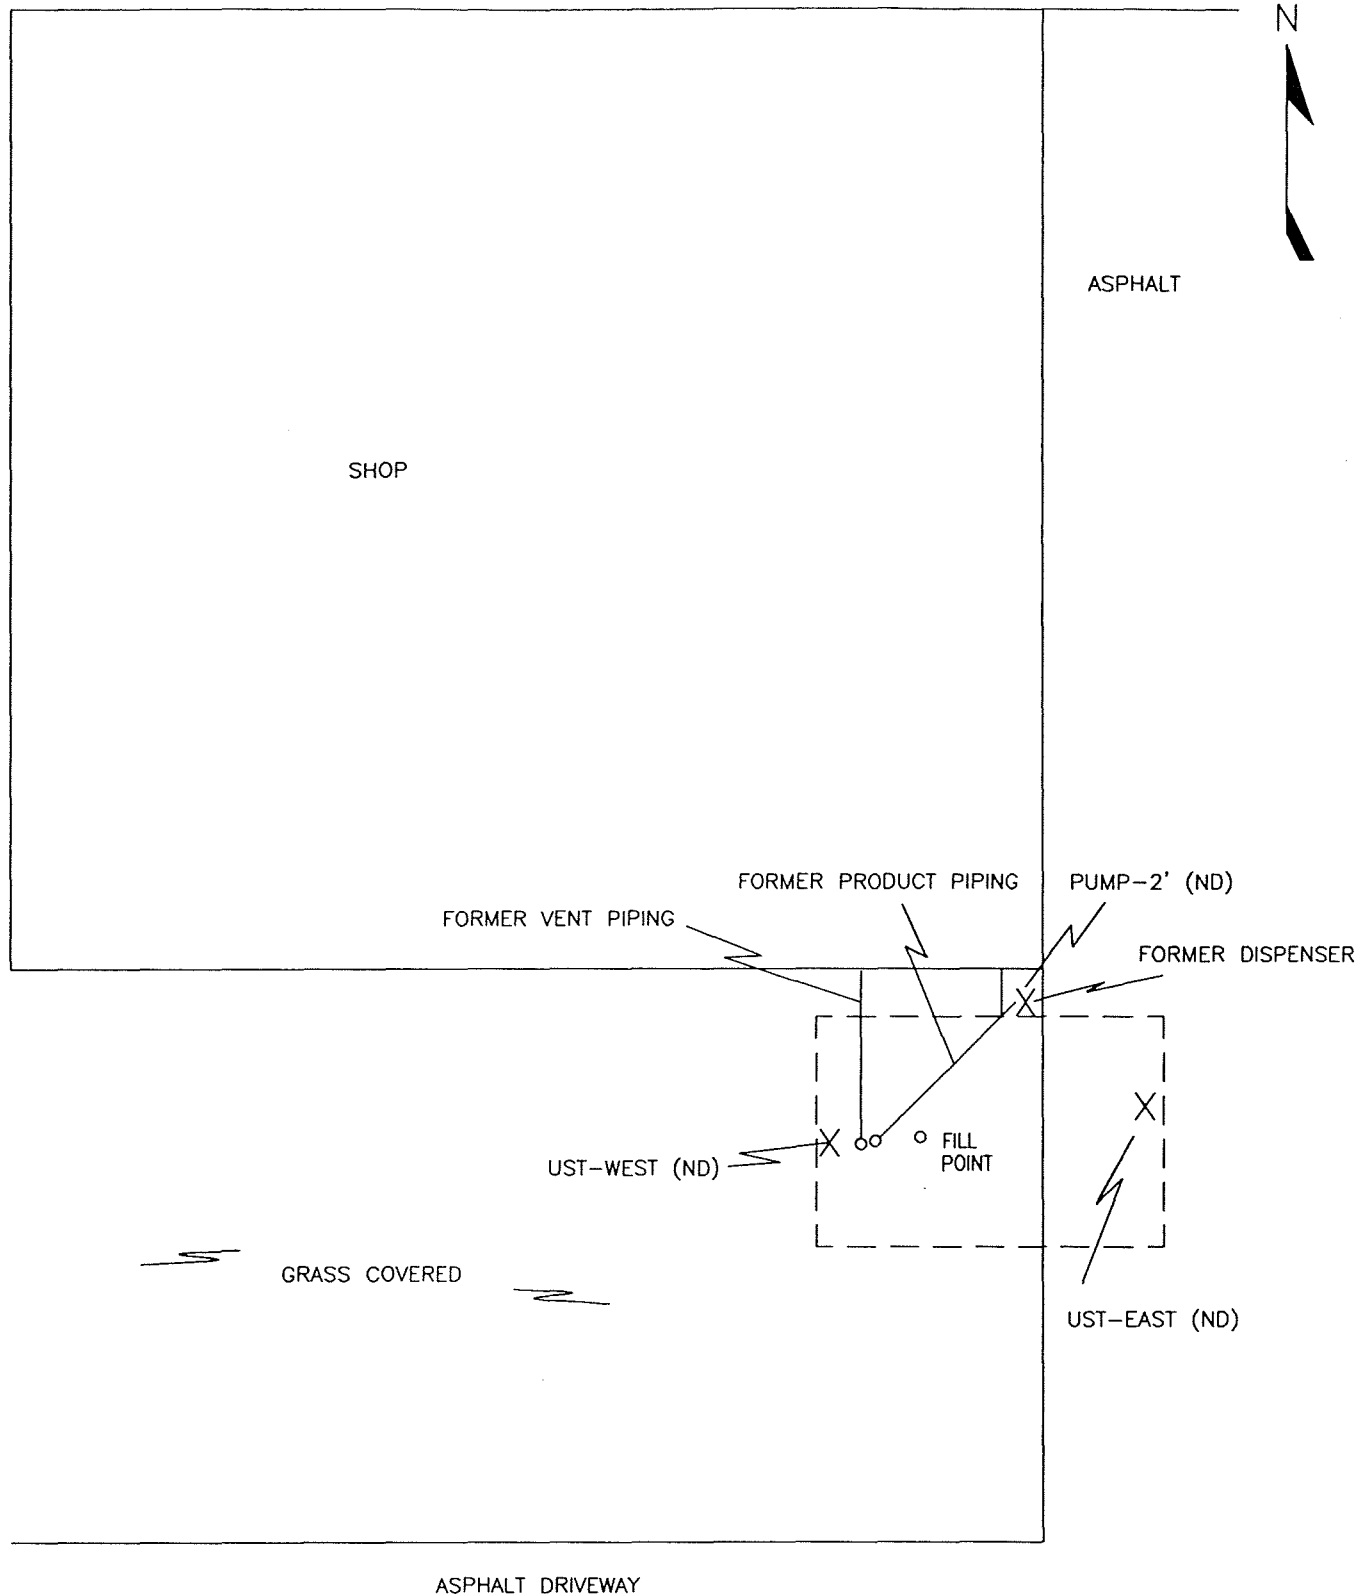 N
ASPHALT
SHOP
FORMER PRODUCT PIPING
PUMP-2' (ND)
FORMER VENT PIPING
FORMER DISPENSER
FILL
POINT
UST-WEST (ND)
GRASS COVERED
UST-EAST (ND)
ASPHALT DRIVEWAY